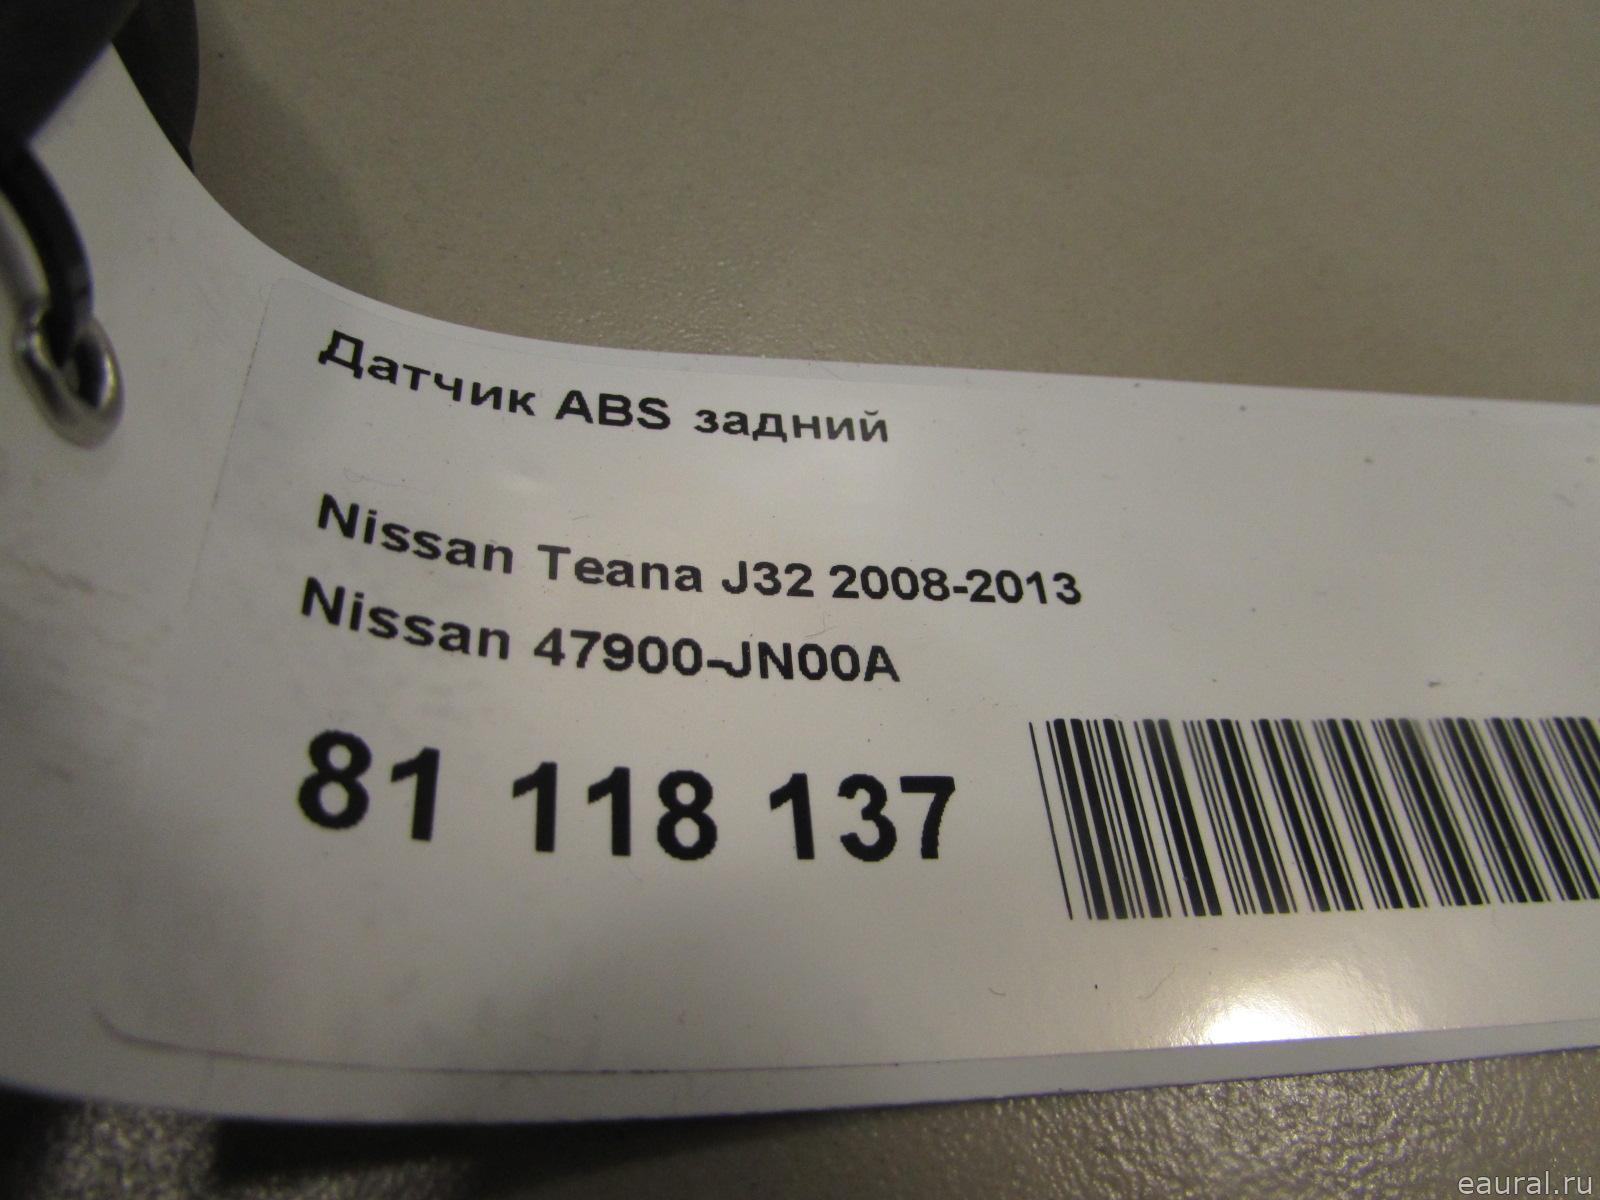 Датчик ABS задний
Nissan Teana J32 2008-2013
Nissan 47900-JN00A
81 118 137
eaural.ru